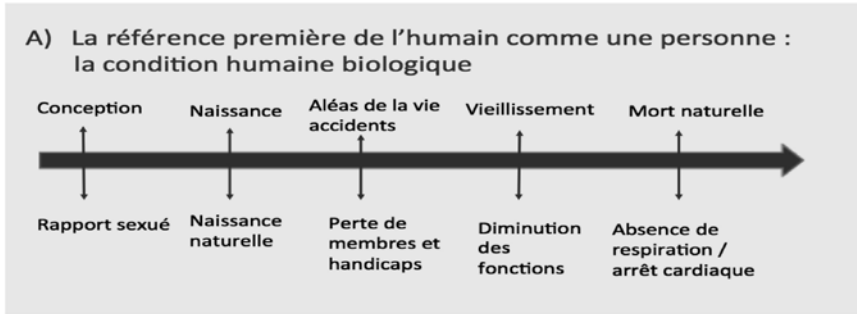 A) La référence première de l'humain comme une personne :
la condition humaine biologique
Conception
Naissance
Aléas de la vie
accidents
Vieillissement
Mort naturelle
Rapport sexué
Naissance
naturelle
Perte de
membres et
handicaps
Diminution
des
fonctions
Absence de
respiration /
arrêt cardiaque